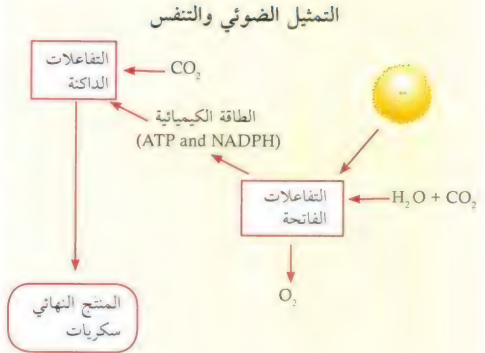 التمثيل الضوئي والتنفس
التفاعلات
الداكنة
CO₂
الطاقة الكيميائية
(ATP and NADPH)
التفاعلات
الفاتحة
H₂O + CO₂
O₂
المنتج النهائي
سكريات